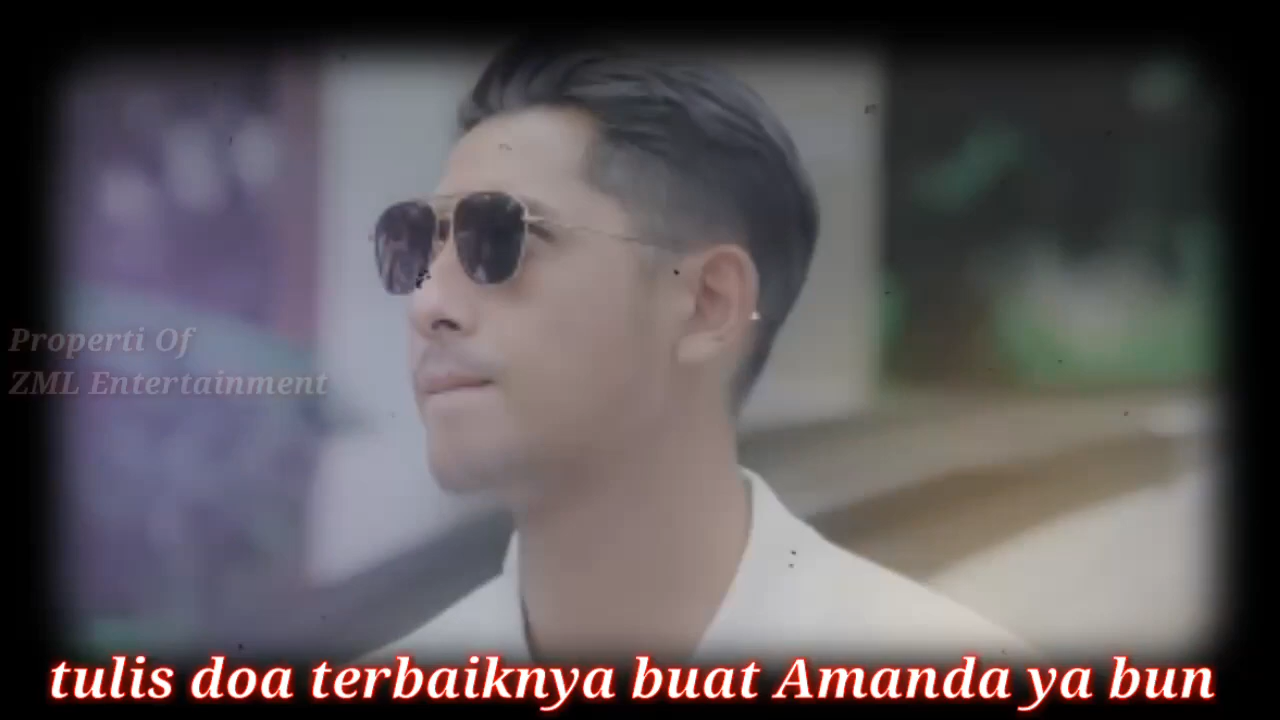 Properti Of
ZML Entertainment
tulis doa terbaiknya buat Amanda ya bun